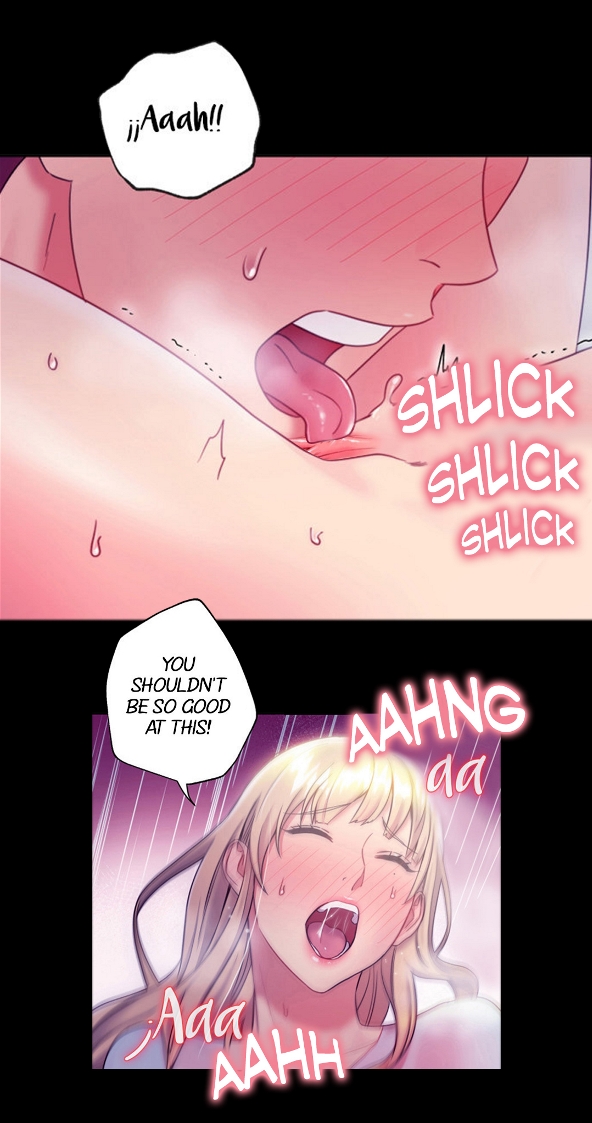 ¡¡Aaah!!
SHLICK
SHLICK
SHLICK
YOU
SHOULDN'T
BE SO GOOD
AT THIS!
AAHNG
aa
¡Aaa
AAHH